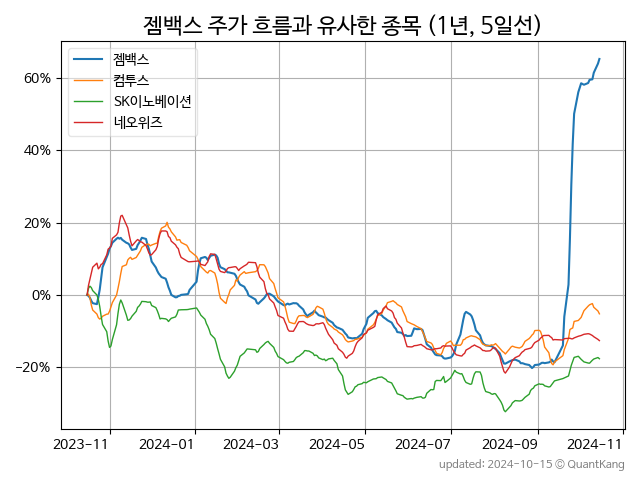 젬백스 주가 흐름과 유사한 종목 (1년, 5일선)
젬백스
컴투스
SK이노베이션
네오위즈
60%
40%
20%
0%
−20%
2023-11 2024-01 2024-03 2024-05 2024-07 2024-09 2024-11
updated: 2024-10-15 © QuantKang